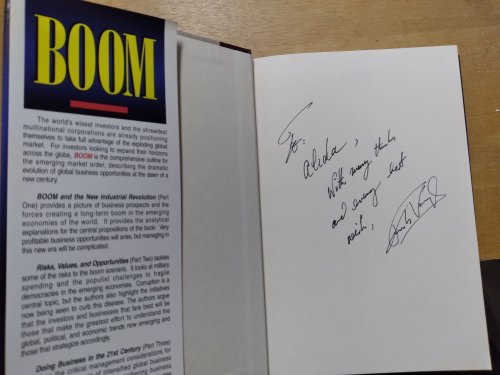 BOOM
The world's wisest investors and the shrewdest
multinational corporations are already positioning
themselves to take full advantage of the exploding global
market. For investors looking to expand their horizons
across the globe, BOOM is the comprehensive outline for
the emerging market order, describing the dramatic
evolution of global business opportunities at the dawn of a
new century.
BOOM and the New Industrial Revolution (Part
One) provides a picture of business prospects and the
forces creating a long-term boom in the emerging
economies of the world. It provides the analytical
explanations for the central propositions of the book: Very
profitable business opportunities will arise, but managing in
this new era will be complicated.
Risks, Values, and Opportunities (Part Two) tackles
some of the risks to the boom scenario. It looks at military
spending and the populist challenges to fragile
democracies in the emerging economies. Corruption is a
central topic, but the authors also highlight the initiatives
now being seen to curb this disease. The authors argue
that the investors and businesses that fare best will be
those that make the greatest effort to understand the
global, political, and economic trends now emerging and
those that strategize accordingly.
Doing Business in the 21st Century (Part Three)
the critical management considerations for
of intensified global business
To:
Alida,
With many thanks
and every best
wish,